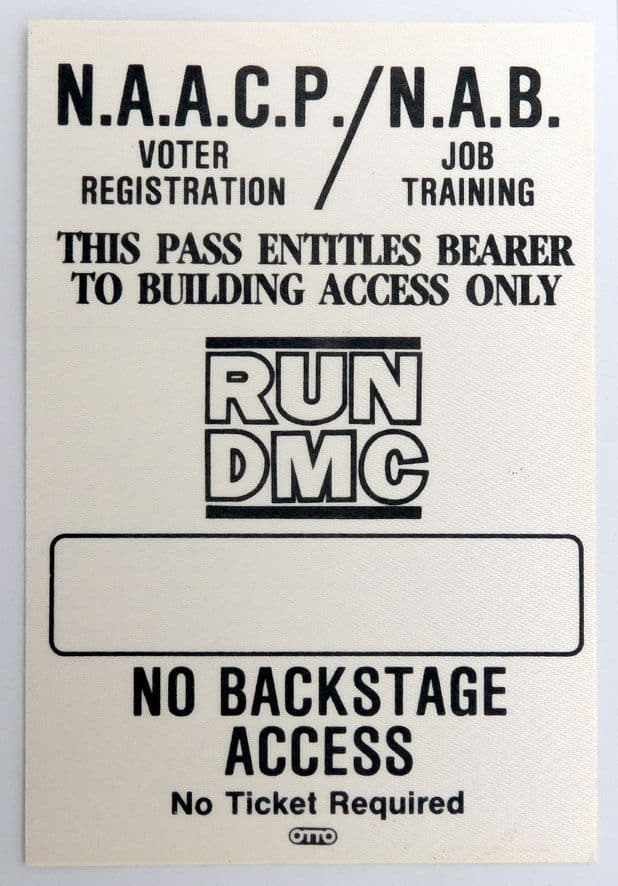 N.A.A.C.P./N.A.B.
VOTER JOB
REGISTRATION TRAINING
THIS PASS ENTITLES BEARER
TO BUILDING ACCESS ONLY
RUN
DMC
NO BACKSTAGE
ACCESS
No Ticket Required
OTTO